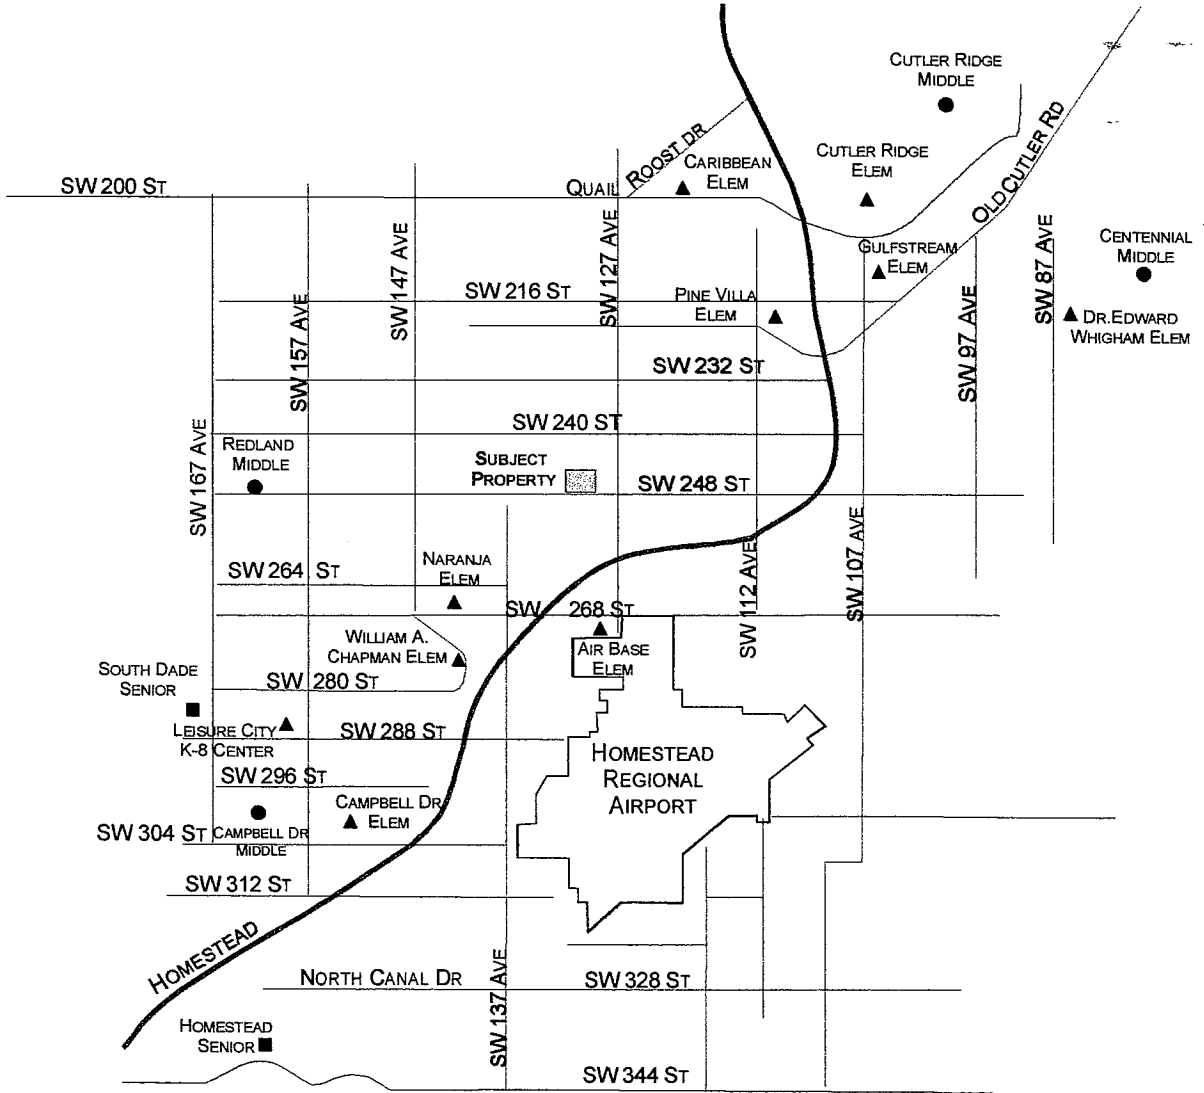 CUTLER RIDGE
MIDDLE
ROOST DR
CARIBBEAN
ELEM
CUTLER RIDGE
ELEM
OLD CUTLER RD
SW 200 ST
QUAIL
SW 147 AVE
SW 127 AVE
GULFSTREAM
ELEM
SW 87 AVE
CENTENNIAL
MIDDLE
SW 216 ST
PINE VILLA
ELEM
SW 157 AVE
SW 97 AVE
DR. EDWARD
WHIGHAM ELEM
SW 232 ST
SW 240 ST
SW 167 AVE
REDLAND
MIDDLE
SUBJECT
PROPERTY
SW 248 ST
SW 264 ST
NARANJA
ELEM
SW 112 AVE
SW 107 AVE
SW 268 ST
WILLIAM A.
CHAPMAN ELEM
AIR BASE
ELEM
SOUTH DADE
SENIOR
SW 280 ST
LEISURE CITY
K-8 CENTER
SW 288 ST
HOMESTEAD
REGIONAL
AIRPORT
SW 296 ST
CAMPBELL DR
ELEM
SW 304 ST
CAMPBELL DR
MIDDLE
SW 312 ST
HOMESTEAD
NORTH CANAL DR
SW 137 AVE
SW 328 ST
HOMESTEAD
SENIOR
SW 344 ST